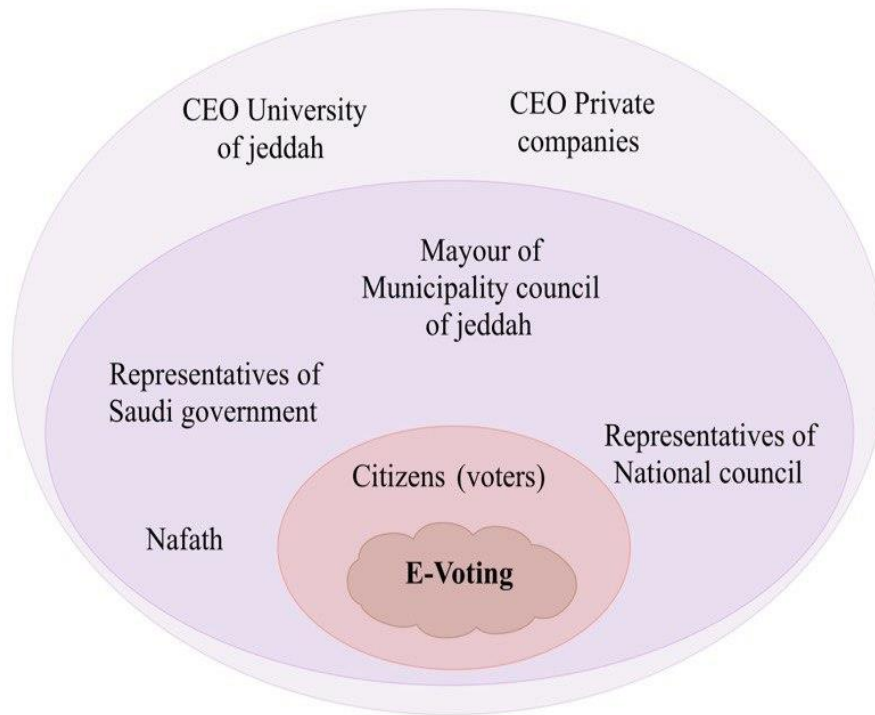 CEO University
of jeddah
CEO Private
companies
Mayour of
Municipality council
of jeddah
Representatives of
Saudi government
Representatives of
National council
Citizens (voters)
Nafath
E-Voting